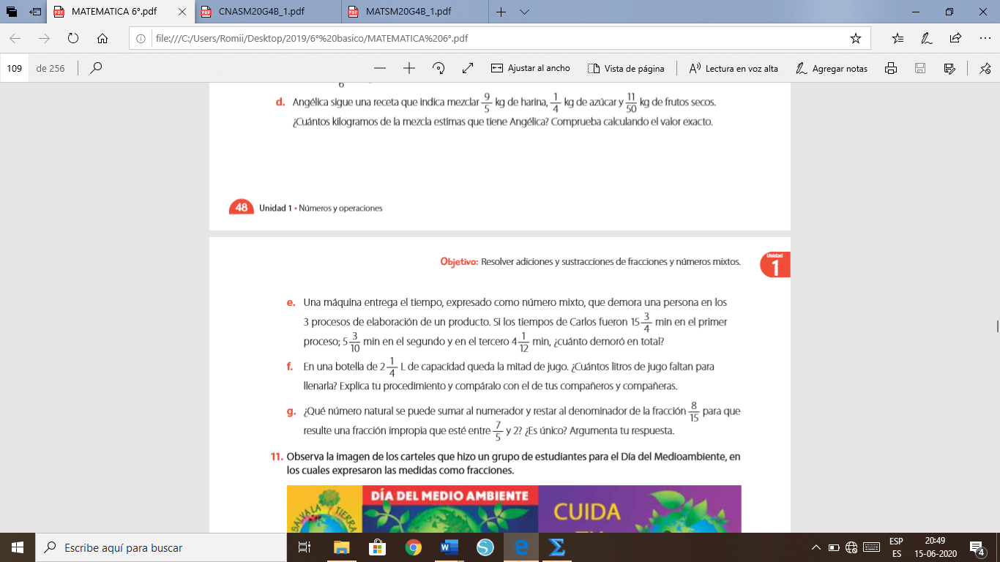 MATEMATICA 6°.pdf
CNASM20G4B_1.pdf
MATSM20G4B_1.pdf
file:///C:/Users/Romii/Desktop/2019/6°%20basico/MATEMATICA%206°.pdf
109 de 256
Ajustar al ancho
Vista de página
Lectura en voz alta
Agregar notas
6
d. Angélica sigue una receta que indica mezclar 9/5 kg de harina, 1/4 kg de azúcar y 11/50 kg de frutos secos.
¿Cuántos kilogramos de la mezcla estimas que tiene Angélica? Comprueba calculando el valor exacto.
48 Unidad 1 • Números y operaciones
Objetivo: Resolver adiciones y sustracciones de fracciones y números mixtos.
Unidad
1
e. Una máquina entrega el tiempo, expresado como número mixto, que demora una persona en los
3 procesos de elaboración de un producto. Si los tiempos de Carlos fueron 15 3/4 min en el primer
proceso; 5 3/10 min en el segundo y en el tercero 4 1/12 min, ¿cuánto demoró en total?
f. En una botella de 2 1/4 L de capacidad queda la mitad de jugo. ¿Cuántos litros de jugo faltan para
llenarla? Explica tu procedimiento y compáralo con el de tus compañeros y compañeras.
g. ¿Qué número natural se puede sumar al numerador y restar al denominador de la fracción 8/15 para que
resulte una fracción impropia que esté entre 7/5 y 2? ¿Es único? Argumenta tu respuesta.
11. Observa la imagen de los carteles que hizo un grupo de estudiantes para el Día del Medioambiente, en
los cuales expresaron las medidas como fracciones.
SALVA LA TIERRA
DÍA DEL MEDIO AMBIENTE
CUIDA
Escribe aquí para buscar
ESP
ES
20:49
15-06-2020
4